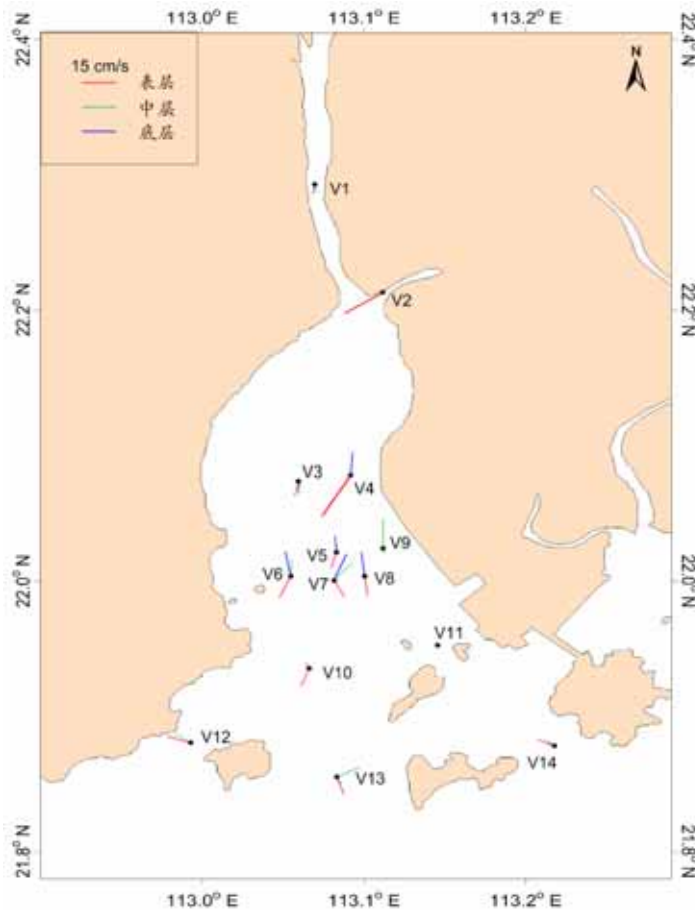 113.0° E 113.1° E 113.2° E
22.4° N 22.4° N
15 cm/s
表层
中层
底层
N
V1
V2
22.2° N 22.2° N
V3
V4
V9
V5
V6 V7 V8
22.0° N 22.0° N
V11
V10
V12
V14
V13
21.8° N 21.8° N
113.0° E 113.1° E 113.2° E